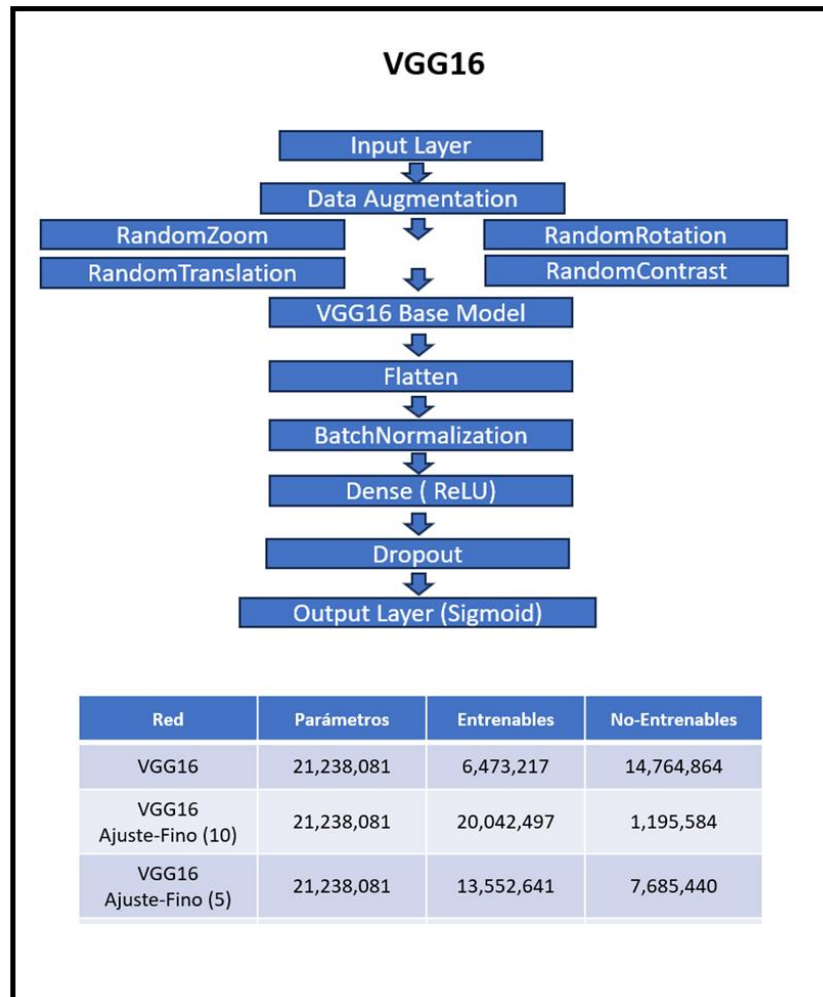 VGG16
Input Layer
Data Augmentation
RandomZoom
RandomRotation
RandomTranslation
RandomContrast
VGG16 Base Model
Flatten
BatchNormalization
Dense ( ReLU)
Dropout
Output Layer (Sigmoid)
Red Parámetros Entrenables No-Entrenables
VGG16 21,238,081 6,473,217 14,764,864
VGG16
Ajuste-Fino (10) 21,238,081 20,042,497 1,195,584
VGG16
Ajuste-Fino (5) 21,238,081 13,552,641 7,685,440